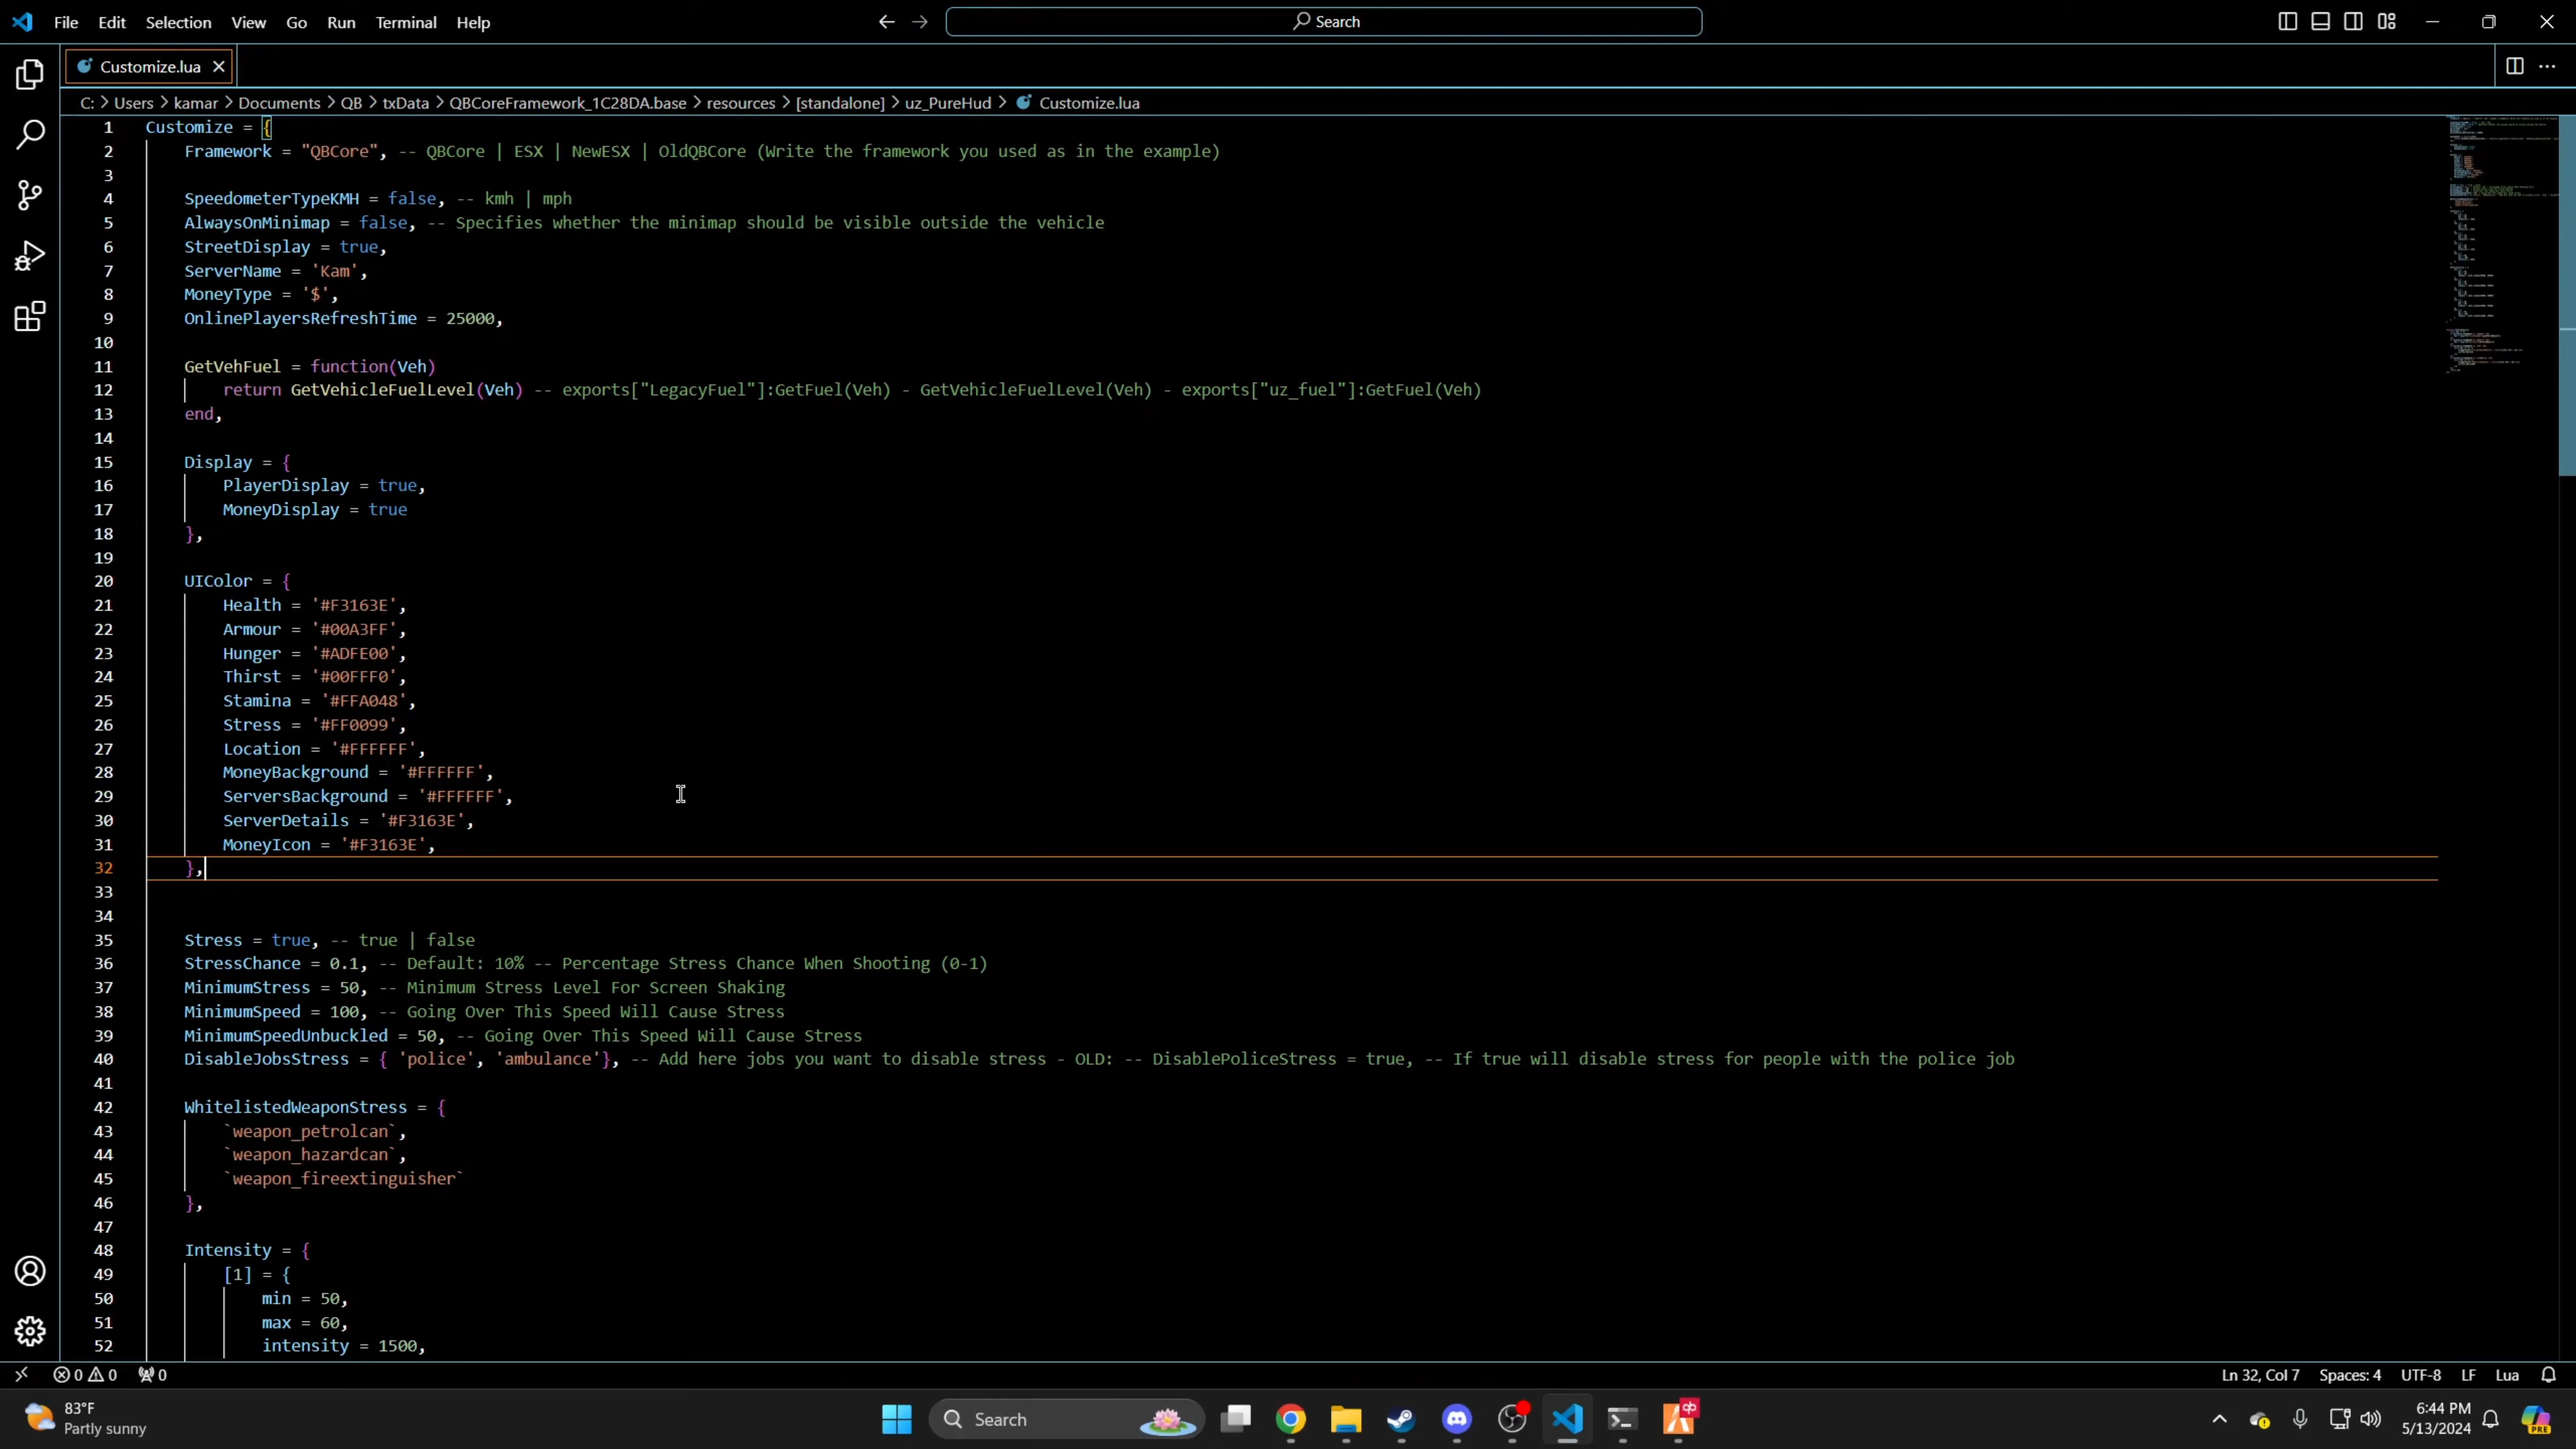 File Edit Selection View Go Run Terminal Help
Search
Customize.lua
C: > Users > kamar > Documents > QB > txData > QBCoreFramework_1C28DA.base > resources > [standalone] > uz_PureHud > Customize.lua
1 Customize = {
2 Framework = "QBCore", -- QBCore | ESX | NewESX | OldQBCore (Write the framework you used as in the example)
3
4 SpeedometerTypeKMH = false, -- kmh | mph
5 AlwaysOnMinimap = false, -- Specifies whether the minimap should be visible outside the vehicle
6 StreetDisplay = true,
7 ServerName = 'Kam',
8 MoneyType = '$',
9 OnlinePlayersRefreshTime = 25000,
10
11 GetVehFuel = function(Veh)
12 return GetVehicleFuelLevel(Veh) -- exports["LegacyFuel"]:GetFuel(Veh) - GetVehicleFuelLevel(Veh) - exports["uz_fuel"]:GetFuel(Veh)
13 end,
14
15 Display = {
16 PlayerDisplay = true,
17 MoneyDisplay = true
18 },
19
20 UIColor = {
21 Health = '#F3163E',
22 Armour = '#00A3FF',
23 Hunger = '#ADFE00',
24 Thirst = '#00FFF0',
25 Stamina = '#FFA048',
26 Stress = '#FF0099',
27 Location = '#FFFFFF',
28 MoneyBackground = '#FFFFFF',
29 ServersBackground = '#FFFFFF',
30 ServerDetails = '#F3163E',
31 MoneyIcon = '#F3163E',
32 },
33
34
35 Stress = true, -- true | false
36 StressChance = 0.1, -- Default: 10% -- Percentage Stress Chance When Shooting (0-1)
37 MinimumStress = 50, -- Minimum Stress Level For Screen Shaking
38 MinimumSpeed = 100, -- Going Over This Speed Will Cause Stress
39 MinimumSpeedUnbuckled = 50, -- Going Over This Speed Will Cause Stress
40 DisableJobsStress = { 'police', 'ambulance'}, -- Add here jobs you want to disable stress - OLD: -- DisablePoliceStress = true, -- If true will disable stress for people with the police job
41
42 WhitelistedWeaponStress = {
43 `weapon_petrolcan`,
44 `weapon_hazardcan`,
45 `weapon_fireextinguisher`
46 },
47
48 Intensity = {
49 [1] = {
50 min = 50,
51 max = 60,
52 intensity = 1500,
0 0 0
Ln 32, Col 7 Spaces: 4 UTF-8 LF Lua
83°F
Partly sunny
Search
qb
6:44 PM
5/13/2024
PRE